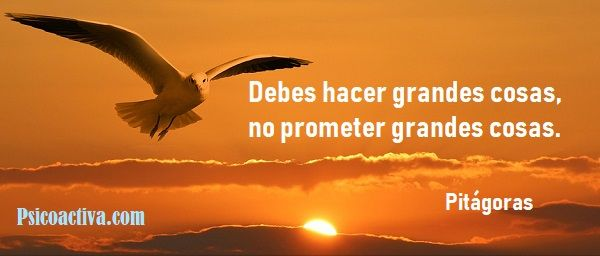 Debes hacer grandes cosas,
no prometer grandes cosas.
Pitágoras
Psicoactiva.com